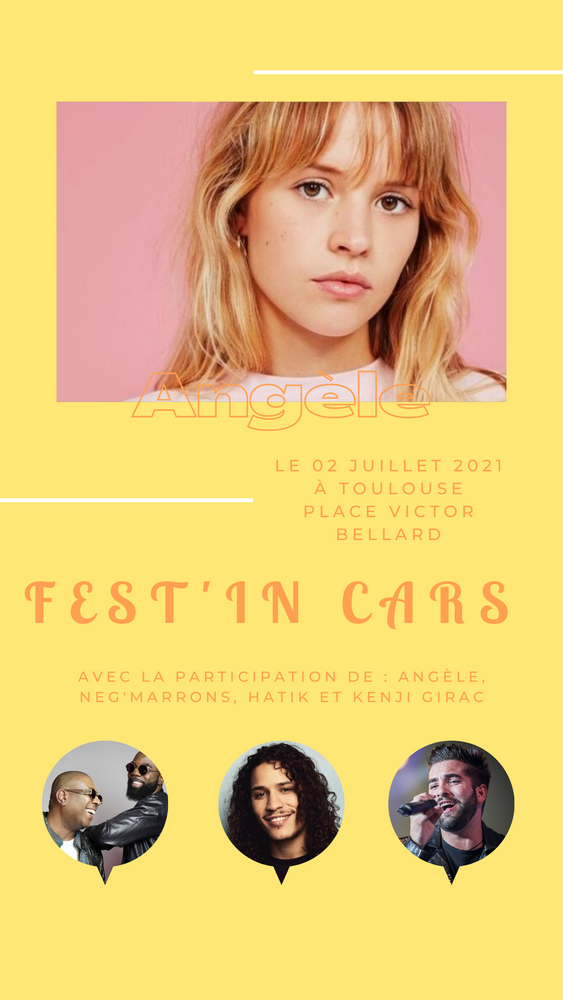 Angèle
LE 02 JUILLET 2021
À TOULOUSE
PLACE VICTOR
BELLARD
FEST'IN CARS
AVEC LA PARTICIPATION DE : ANGÈLE,
NEG'MARRONS, HATIK ET KENJI GIRAC